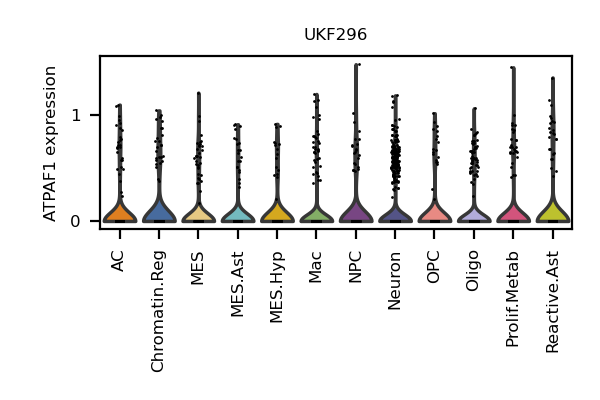 UKF296
ATPAF1 expression
1
0
AC
Chromatin.Reg
MES
MES.Ast
MES.Hyp
Mac
NPC
Neuron
OPC
Oligo
Prolif.Metab
Reactive.Ast